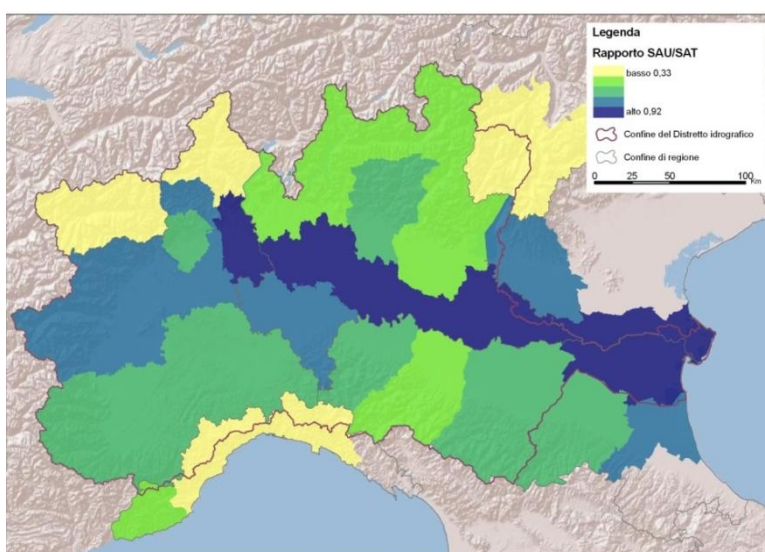 Legenda
Rapporto SAU/SAT
basso 0,33
alto 0,92
Confine del Distretto idrografico
Confine di regione
0 25 50 100
Km